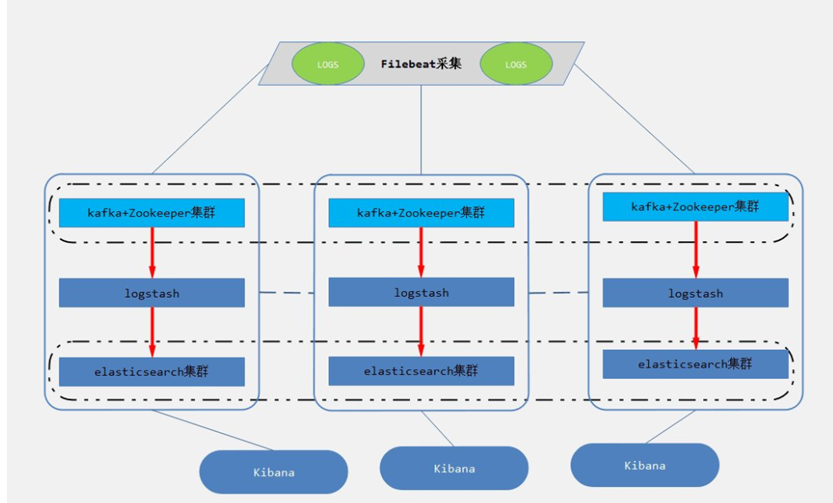 LOGS Filebeat采集 LOGS
kafka+Zookeeper集群 kafka+Zookeeper集群 kafka+Zookeeper集群
logstash logstash logstash
elasticsearch集群 elasticsearch集群 elasticsearch集群
Kibana Kibana Kibana